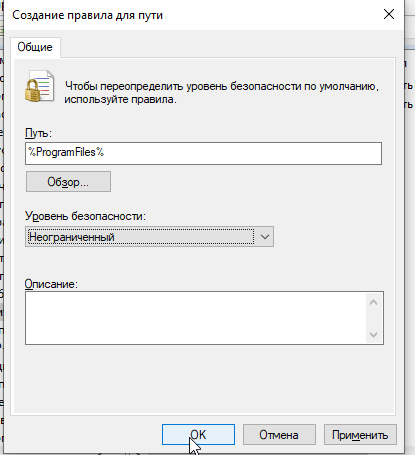 Создание правила для пути
Общие
Чтобы переопределить уровень безопасности по умолчанию,
используйте правила.
Путь:
%ProgramFiles%
Обзор...
Уровень безопасности:
Неограниченный
Описание:
ОК
Отмена
Применить